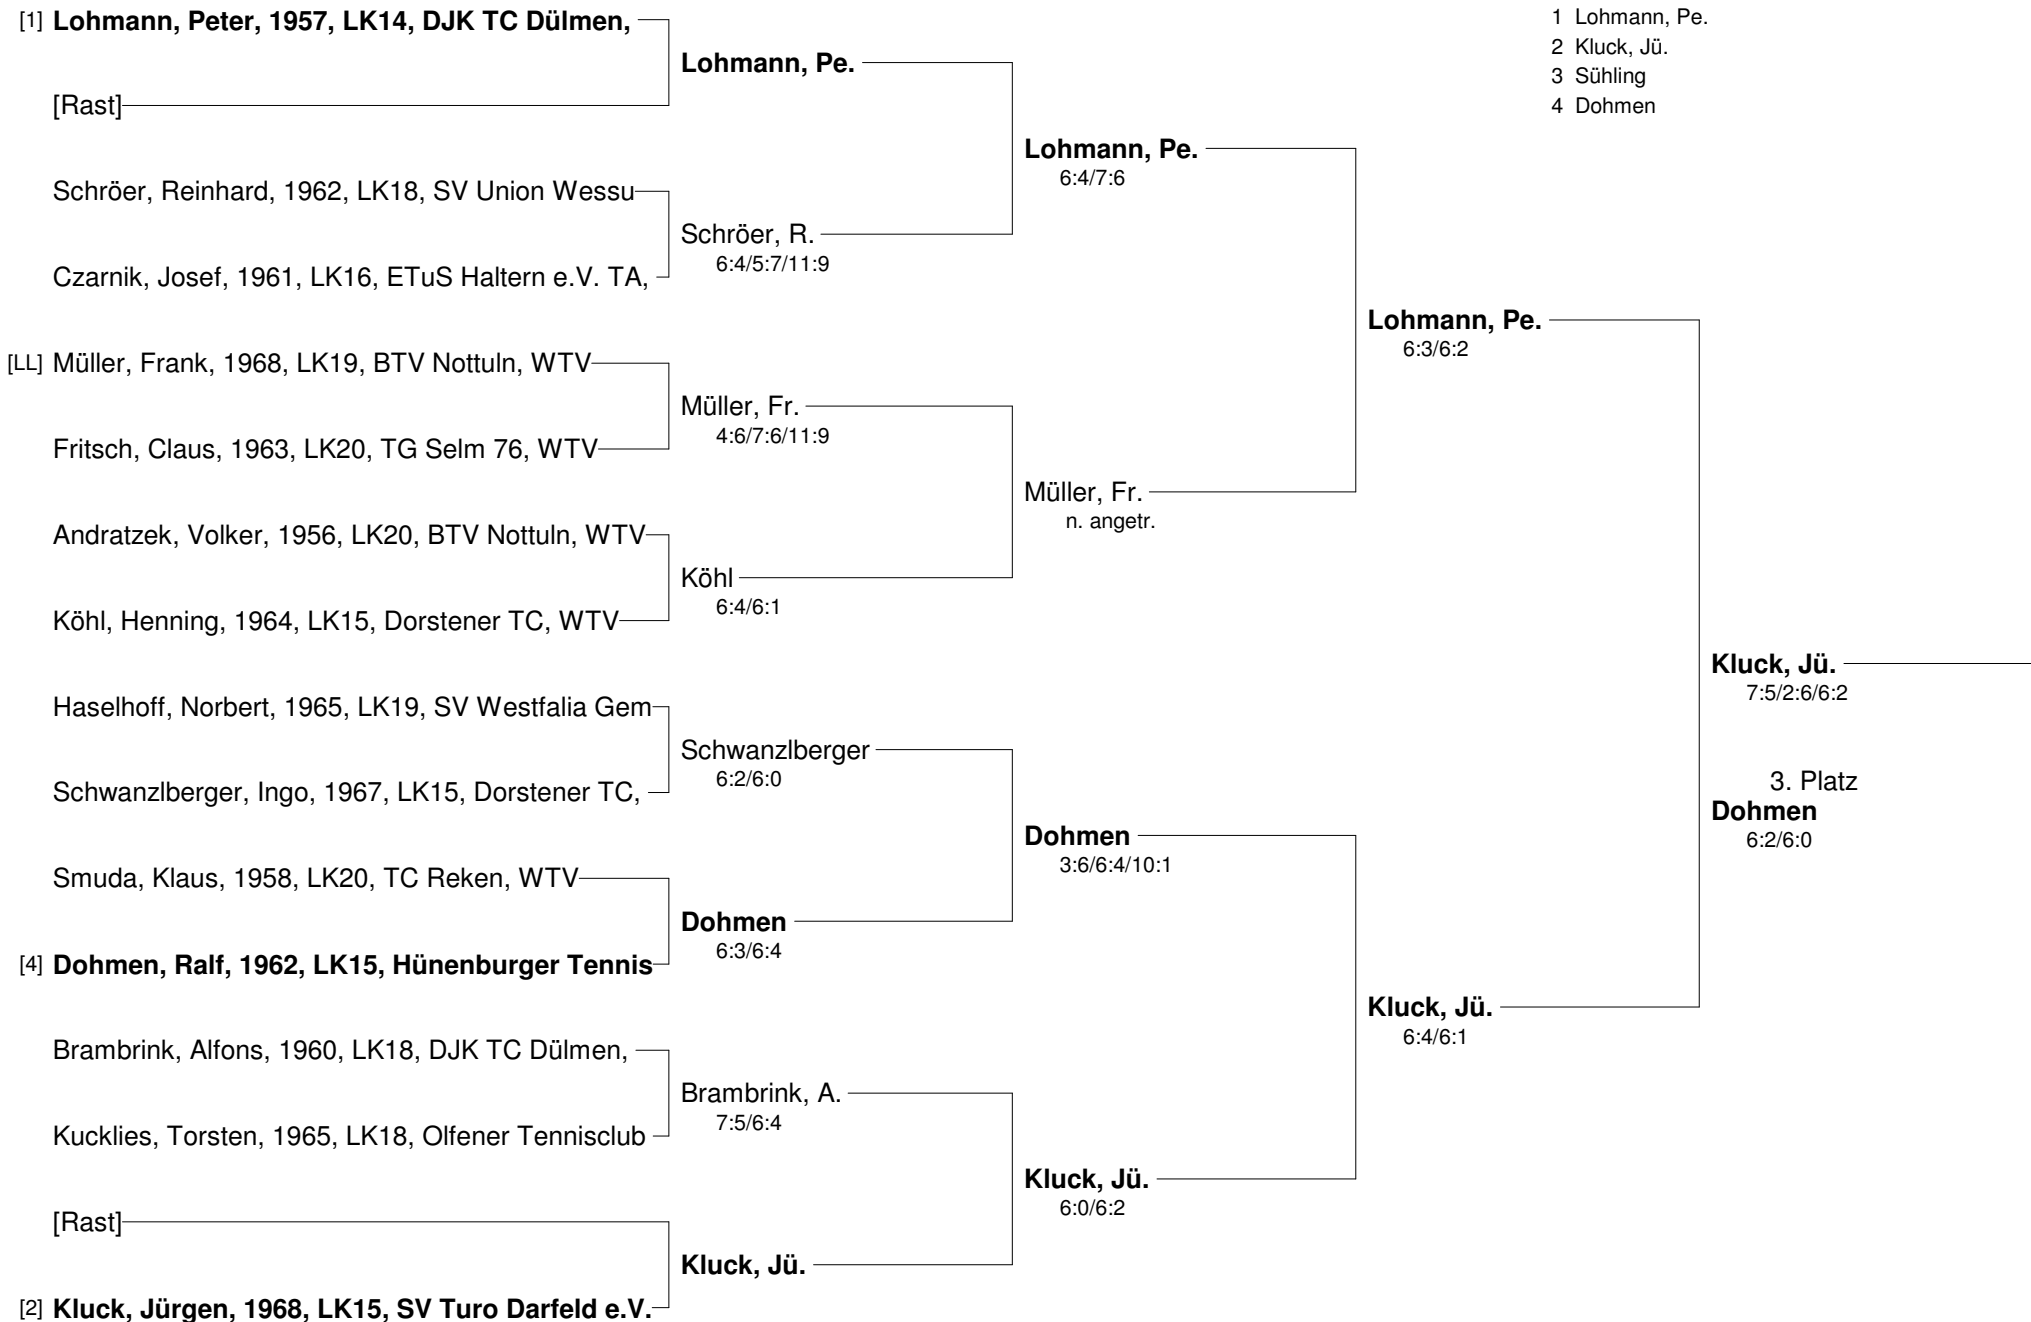 [1] Lohmann, Peter, 1957, LK14, DJK TC Dülmen,
[Rast]
Schröer, Reinhard, 1962, LK18, SV Union Wessu
Czarnik, Josef, 1961, LK16, ETuS Haltern e.V. TA,
[LL] Müller, Frank, 1968, LK19, BTV Nottuln, WTV
Fritsch, Claus, 1963, LK20, TG Selm 76, WTV
Andratzek, Volker, 1956, LK20, BTV Nottuln, WTV
Köhl, Henning, 1964, LK15, Dorstener TC, WTV
Haselhoff, Norbert, 1965, LK19, SV Westfalia Gem
Schwanzlberger, Ingo, 1967, LK15, Dorstener TC,
Smuda, Klaus, 1958, LK20, TC Reken, WTV
[4] Dohmen, Ralf, 1962, LK15, Hünenburger Tennis
Brambrink, Alfons, 1960, LK18, DJK TC Dülmen,
Kucklies, Torsten, 1965, LK18, Olfener Tennisclub
[Rast]
[2] Kluck, Jürgen, 1968, LK15, SV Turo Darfeld e.V.
Lohmann, Pe.
Schröer, R.
6:4/5:7/11:9
Müller, Fr.
4:6/7:6/11:9
Köhl
6:4/6:1
Schwanzlberger
6:2/6:0
Dohmen
6:3/6:4
Brambrink, A.
7:5/6:4
Kluck, Jü.
Lohmann, Pe.
6:4/7:6
Müller, Fr.
n. angetr.
Dohmen
3:6/6:4/10:1
Kluck, Jü.
6:0/6:2
Lohmann, Pe.
6:3/6:2
Kluck, Jü.
6:4/6:1
Kluck, Jü.
7:5/2:6/6:2
3. Platz
Dohmen
6:2/6:0
1 Lohmann, Pe.
2 Kluck, Jü.
3 Sühling
4 Dohmen